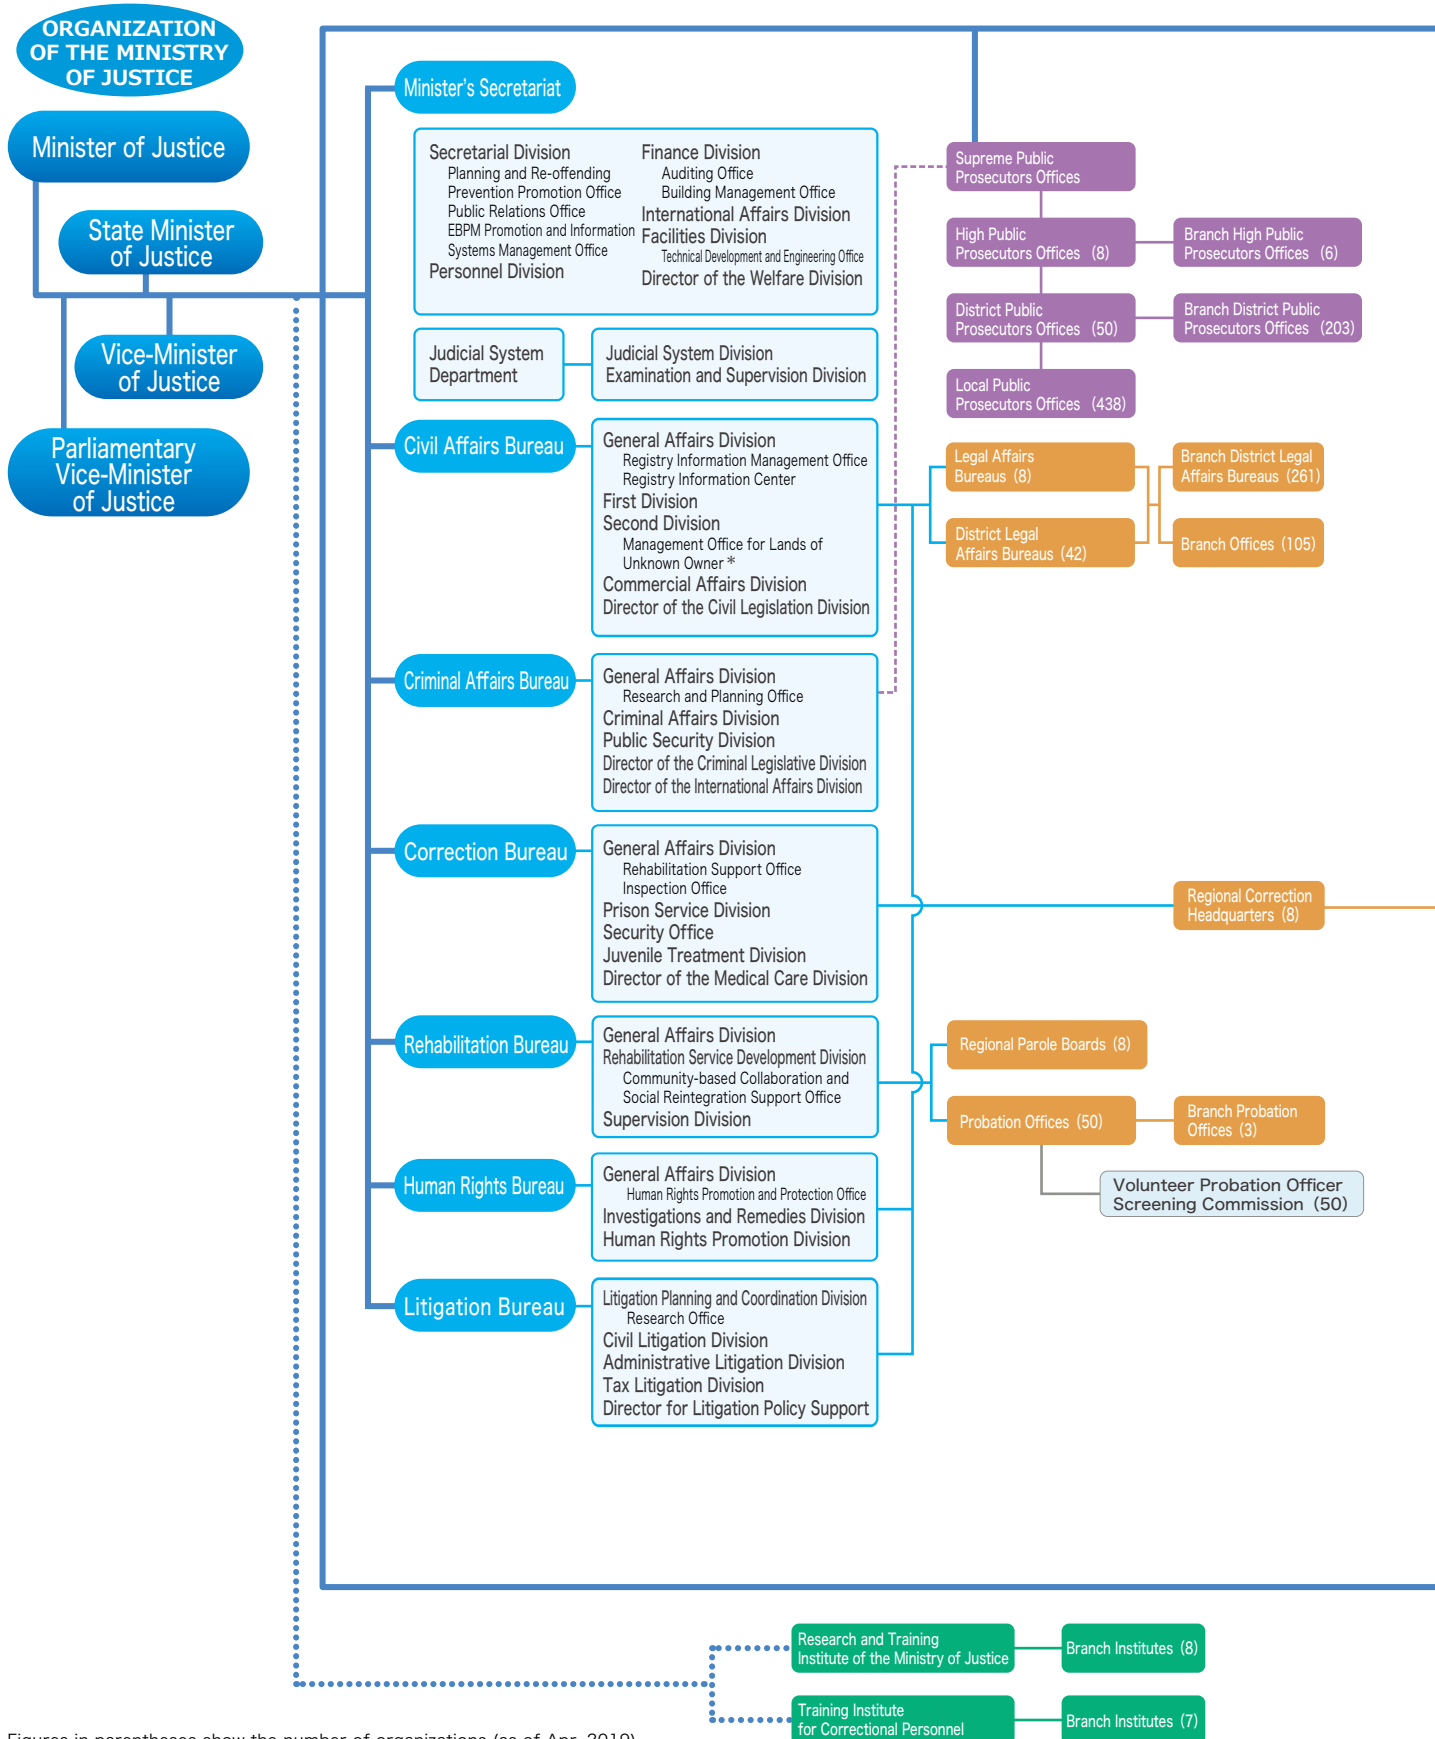 ORGANIZATION
OF THE MINISTRY
OF JUSTICE
Minister of Justice
State Minister
of Justice
Vice-Minister
of Justice
Parliamentary
Vice-Minister
of Justice
Minister's Secretariat
Secretarial Division
Planning and Re-offending
Prevention Promotion Office
Public Relations Office
EBPM Promotion and Information
Systems Management Office
Personnel Division
Finance Division
Auditing Office
Building Management Office
International Affairs Division
Facilities Division
Technical Development and Engineering Office
Director of the Welfare Division
Judicial System
Department
Judicial System Division
Examination and Supervision Division
Civil Affairs Bureau
General Affairs Division
Registry Information Management Office
Registry Information Center
First Division
Second Division
Management Office for Lands of
Unknown Owner *
Commercial Affairs Division
Director of the Civil Legislation Division
Criminal Affairs Bureau
General Affairs Division
Research and Planning Office
Criminal Affairs Division
Public Security Division
Director of the Criminal Legislative Division
Director of the International Affairs Division
Correction Bureau
General Affairs Division
Rehabilitation Support Office
Inspection Office
Prison Service Division
Security Office
Juvenile Treatment Division
Director of the Medical Care Division
Rehabilitation Bureau
General Affairs Division
Rehabilitation Service Development Division
Community-based Collaboration and
Social Reintegration Support Office
Supervision Division
Human Rights Bureau
General Affairs Division
Human Rights Promotion and Protection Office
Investigations and Remedies Division
Human Rights Promotion Division
Litigation Bureau
Litigation Planning and Coordination Division
Research Office
Civil Litigation Division
Administrative Litigation Division
Tax Litigation Division
Director for Litigation Policy Support
Supreme Public
Prosecutors Offices
High Public
Prosecutors Offices (8)
Branch High Public
Prosecutors Offices (6)
District Public
Prosecutors Offices (50)
Branch District Public
Prosecutors Offices (203)
Local Public
Prosecutors Offices (438)
Legal Affairs
Bureaus (8)
Branch District Legal
Affairs Bureaus (261)
District Legal
Affairs Bureaus (42)
Branch Offices (105)
Regional Correction
Headquarters (8)
Regional Parole Boards (8)
Probation Offices (50)
Branch Probation
Offices (3)
Volunteer Probation Officer
Screening Commission (50)
Research and Training
Institute of the Ministry of Justice
Branch Institutes (8)
Training Institute
for Correctional Personnel
Branch Institutes (7)
Figures in parentheses show the number of organizations (as of Apr. 2019)